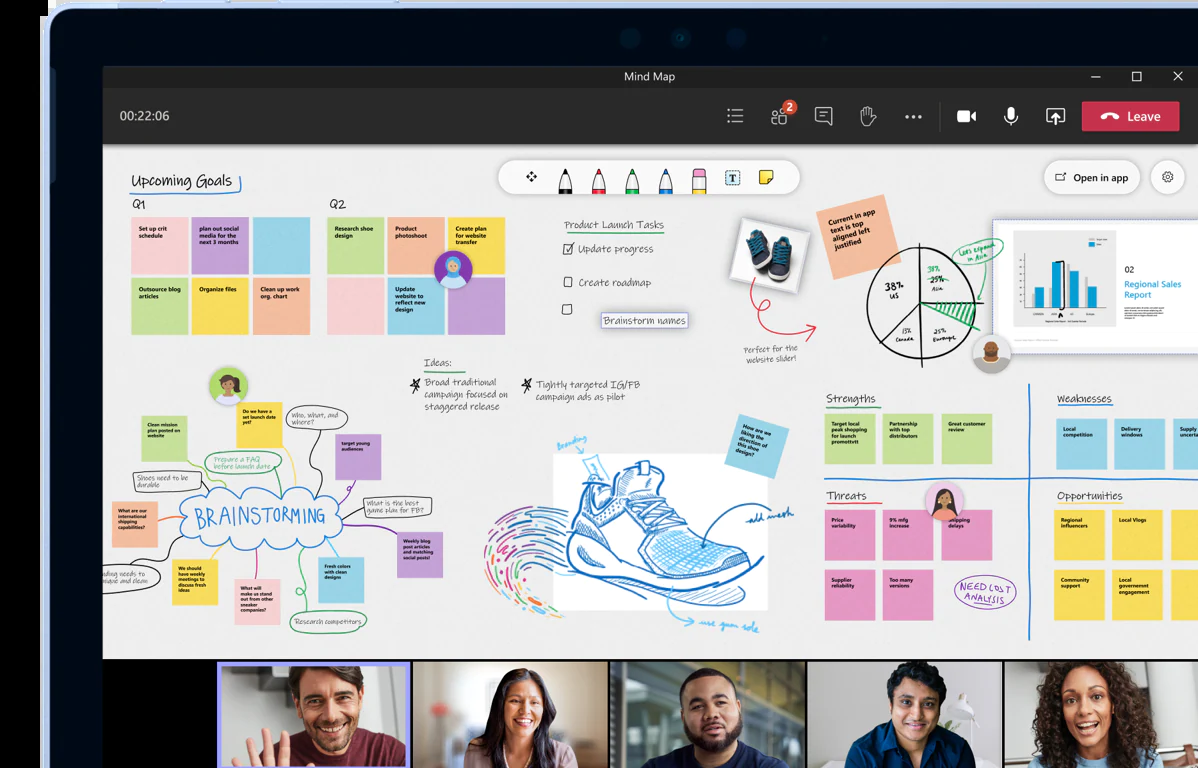 Mind Map
00:22:06
2
Leave
Upcoming Goals
Q1
Q2
Set up crit
schedule
plan out social
media for the
next 3 months
Research shoe
design
Product
photoshoot
Create plan
for website
transfer
Outsource blog
articles
Organize files
Clean up work
org. chart
Update
website to
reflect new
design
T
Open in app
Product Launch Tasks
Update progress
Create roadmap
Brainstorm names
Perfect for the
website slider!
Current in app
text is top
aligned left
justified
38%
US
38%
25%
Asia
13%
Canada
25%
Europe
in Asia
02
Regional Sales
Report
Ideas:
Broad traditional
campaign focused on
staggered release
Tightly targeted IG/FB
campaign ads as pilot
Clean mission
plan posted on
website
Do we have a
set launch date
yet?
Who, what, and
where?
target young
audiences
Prepare a FAQ
before launch date
Shoes need to be
durable
What are our
international
shipping
capabilities?
BRAINSTORMING
What is the best
game plan for FB?
Weekly blog
post articles
and matching
social posts!
needs to
and clean
We should
have weekly
meetings to
discuss fresh
ideas
What will
make us stand
out from other
sneaker
companies?
Fresh colors
with clean
designs
Research competitors
Branding
How are we
liking the
direction of
this shoe
design?
add mesh
use gum sole
Strengths
Target local
peak shopping
for launch
Partnership
with top
distributors
Great customer
review
Weaknesses
Local
competition
Delivery
windows
Supply
Threats
Price
variability
9% mfg
increase
delays
Supplier
reliability
Too many
versions
NEED COST
ANALYSIS
Opportunities
Regional
influencers
Local Vlogs
Community
support
Local
government
engagement